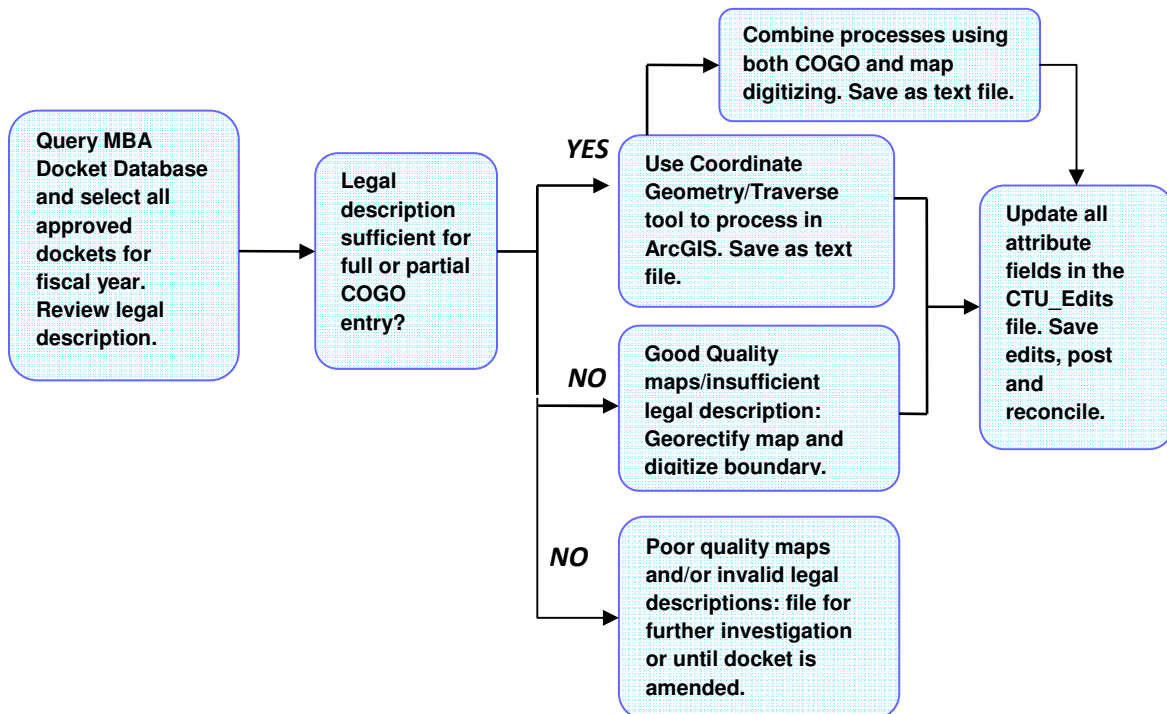 Query MBA
Docket Database
and select all
approved
dockets for
fiscal year.
Review legal
description.
Legal
description
sufficient for
full or partial
COGO
entry?
YES
Combine processes using
both COGO and map
digitizing. Save as text file.
Use Coordinate
Geometry/Traverse
tool to process in
ArcGIS. Save as text
file.
NO
Good Quality
maps/insufficient
legal description:
Georectify map and
digitize boundary.
NO
Poor quality maps
and/or invalid legal
descriptions: file for
further investigation
or until docket is
amended.
Update all
attribute
fields in the
CTU_Edits
file. Save
edits, post
and
reconcile.